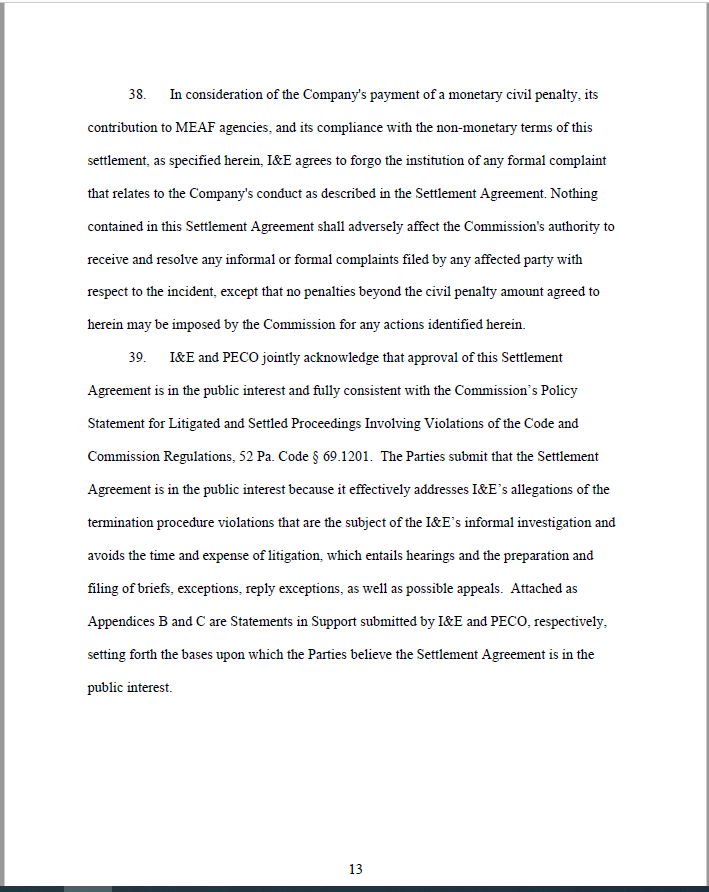 38. In consideration of the Company's payment of a monetary civil penalty, its
contribution to MEAF agencies, and its compliance with the non-monetary terms of this
settlement, as specified herein, I&E agrees to forgo the institution of any formal complaint
that relates to the Company's conduct as described in the Settlement Agreement. Nothing
contained in this Settlement Agreement shall adversely affect the Commission's authority to
receive and resolve any informal or formal complaints filed by any affected party with
respect to the incident, except that no penalties beyond the civil penalty amount agreed to
herein may be imposed by the Commission for any actions identified herein.
39. I&E and PECO jointly acknowledge that approval of this Settlement
Agreement is in the public interest and fully consistent with the Commission’s Policy
Statement for Litigated and Settled Proceedings Involving Violations of the Code and
Commission Regulations, 52 Pa. Code § 69.1201. The Parties submit that the Settlement
Agreement is in the public interest because it effectively addresses I&E’s allegations of the
termination procedure violations that are the subject of the I&E’s informal investigation and
avoids the time and expense of litigation, which entails hearings and the preparation and
filing of briefs, exceptions, reply exceptions, as well as possible appeals. Attached as
Appendices B and C are Statements in Support submitted by I&E and PECO, respectively,
setting forth the bases upon which the Parties believe the Settlement Agreement is in the
public interest.
13